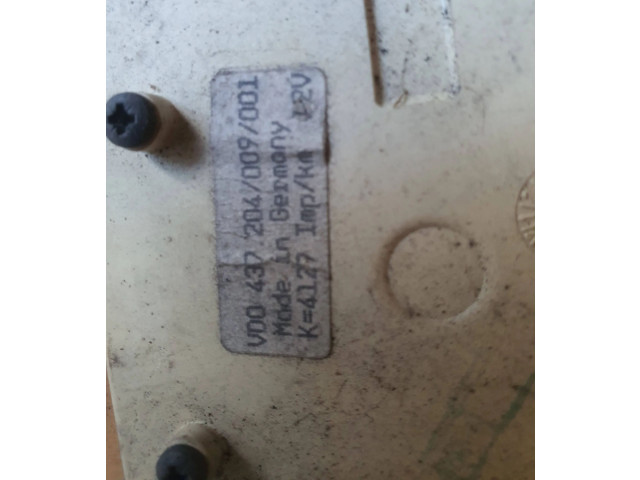 VDO 437.204/009/001
Made in Germany
K=4127 Imp/km 12V